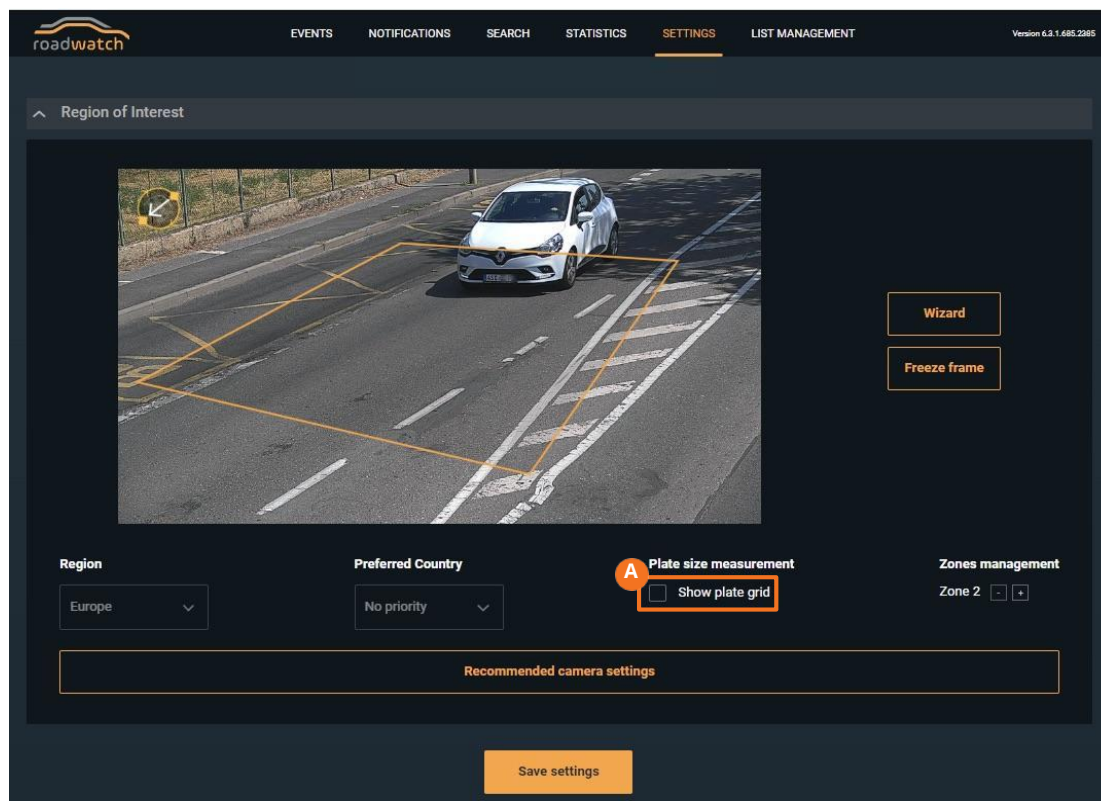 roadwatch
EVENTS NOTIFICATIONS SEARCH STATISTICS SETTINGS LIST MANAGEMENT Version 6.3.1.685.2385
Region of Interest
Wizard
Freeze frame
Region Preferred Country Plate size measurement Zones management
A
Europe No priority Show plate grid Zone 2 - +
Recommended camera settings
Save settings